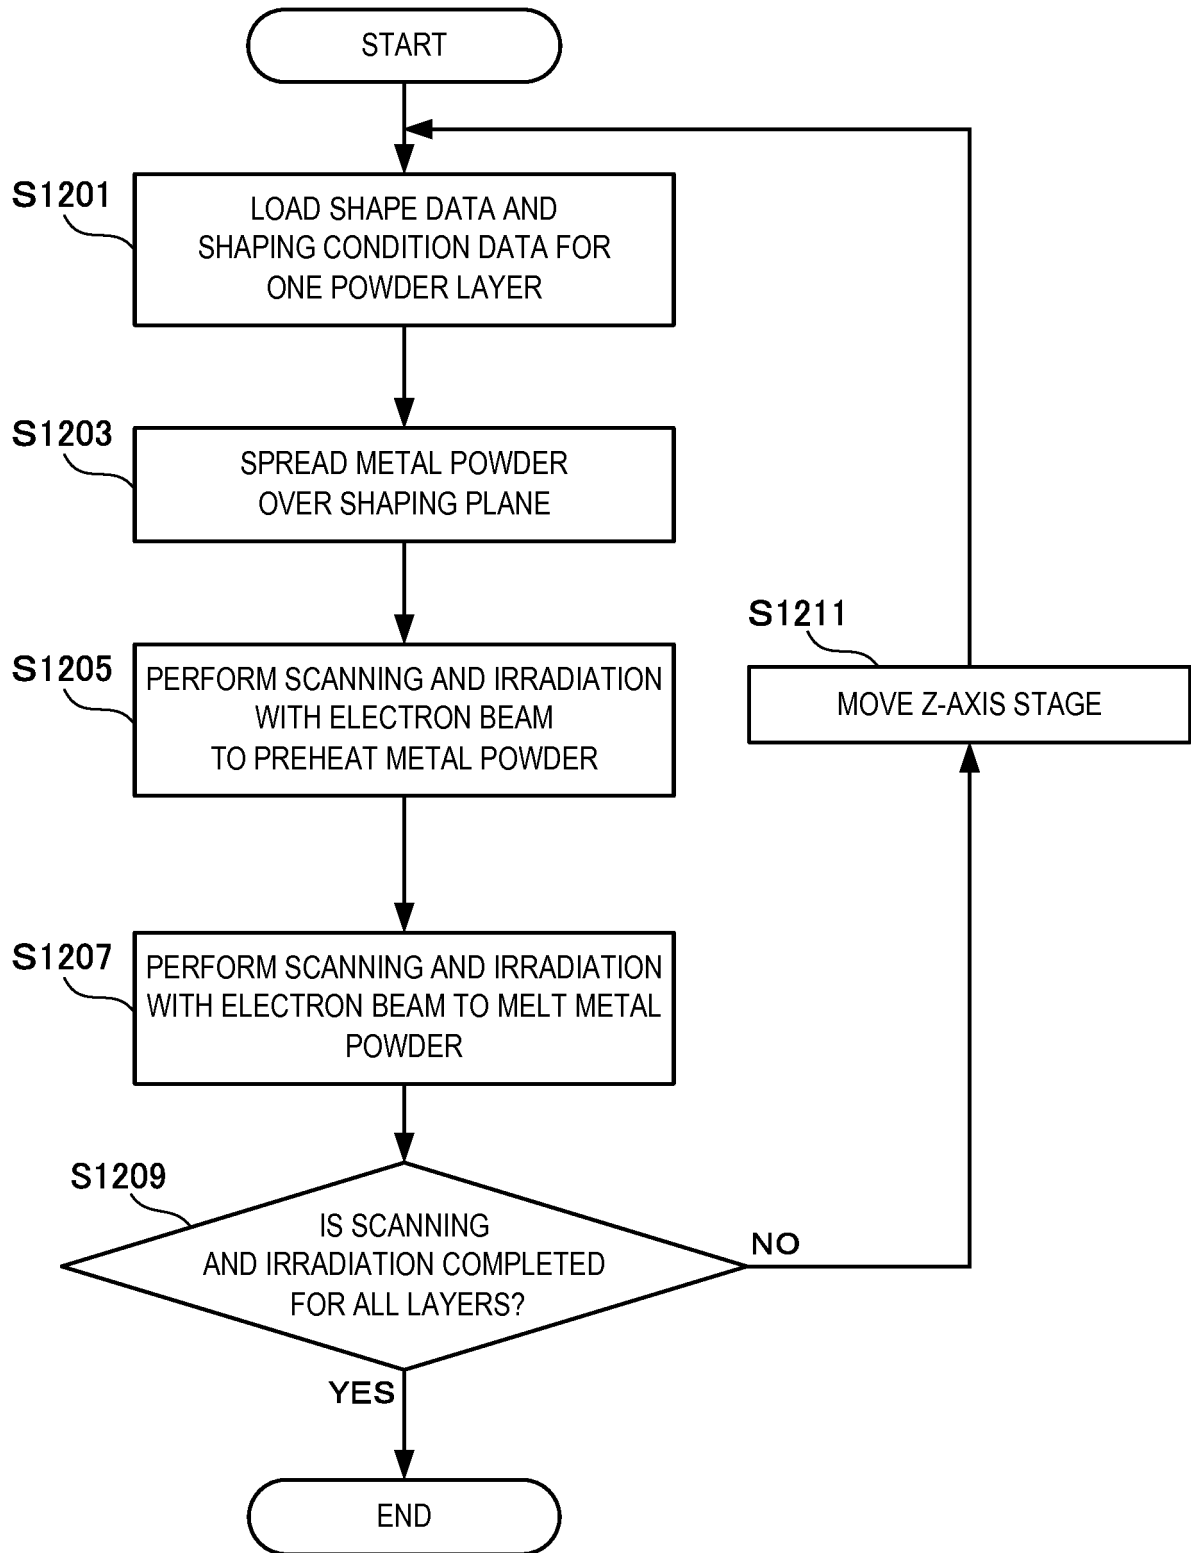 START
S1201
LOAD SHAPE DATA AND
SHAPING CONDITION DATA FOR
ONE POWDER LAYER
S1203
SPREAD METAL POWDER
OVER SHAPING PLANE
S1205
PERFORM SCANNING AND IRRADIATION
WITH ELECTRON BEAM
TO PREHEAT METAL POWDER
S1211
MOVE Z-AXIS STAGE
S1207
PERFORM SCANNING AND IRRADIATION
WITH ELECTRON BEAM TO MELT METAL
POWDER
S1209
IS SCANNING
AND IRRADIATION COMPLETED
FOR ALL LAYERS?
NO
YES
END